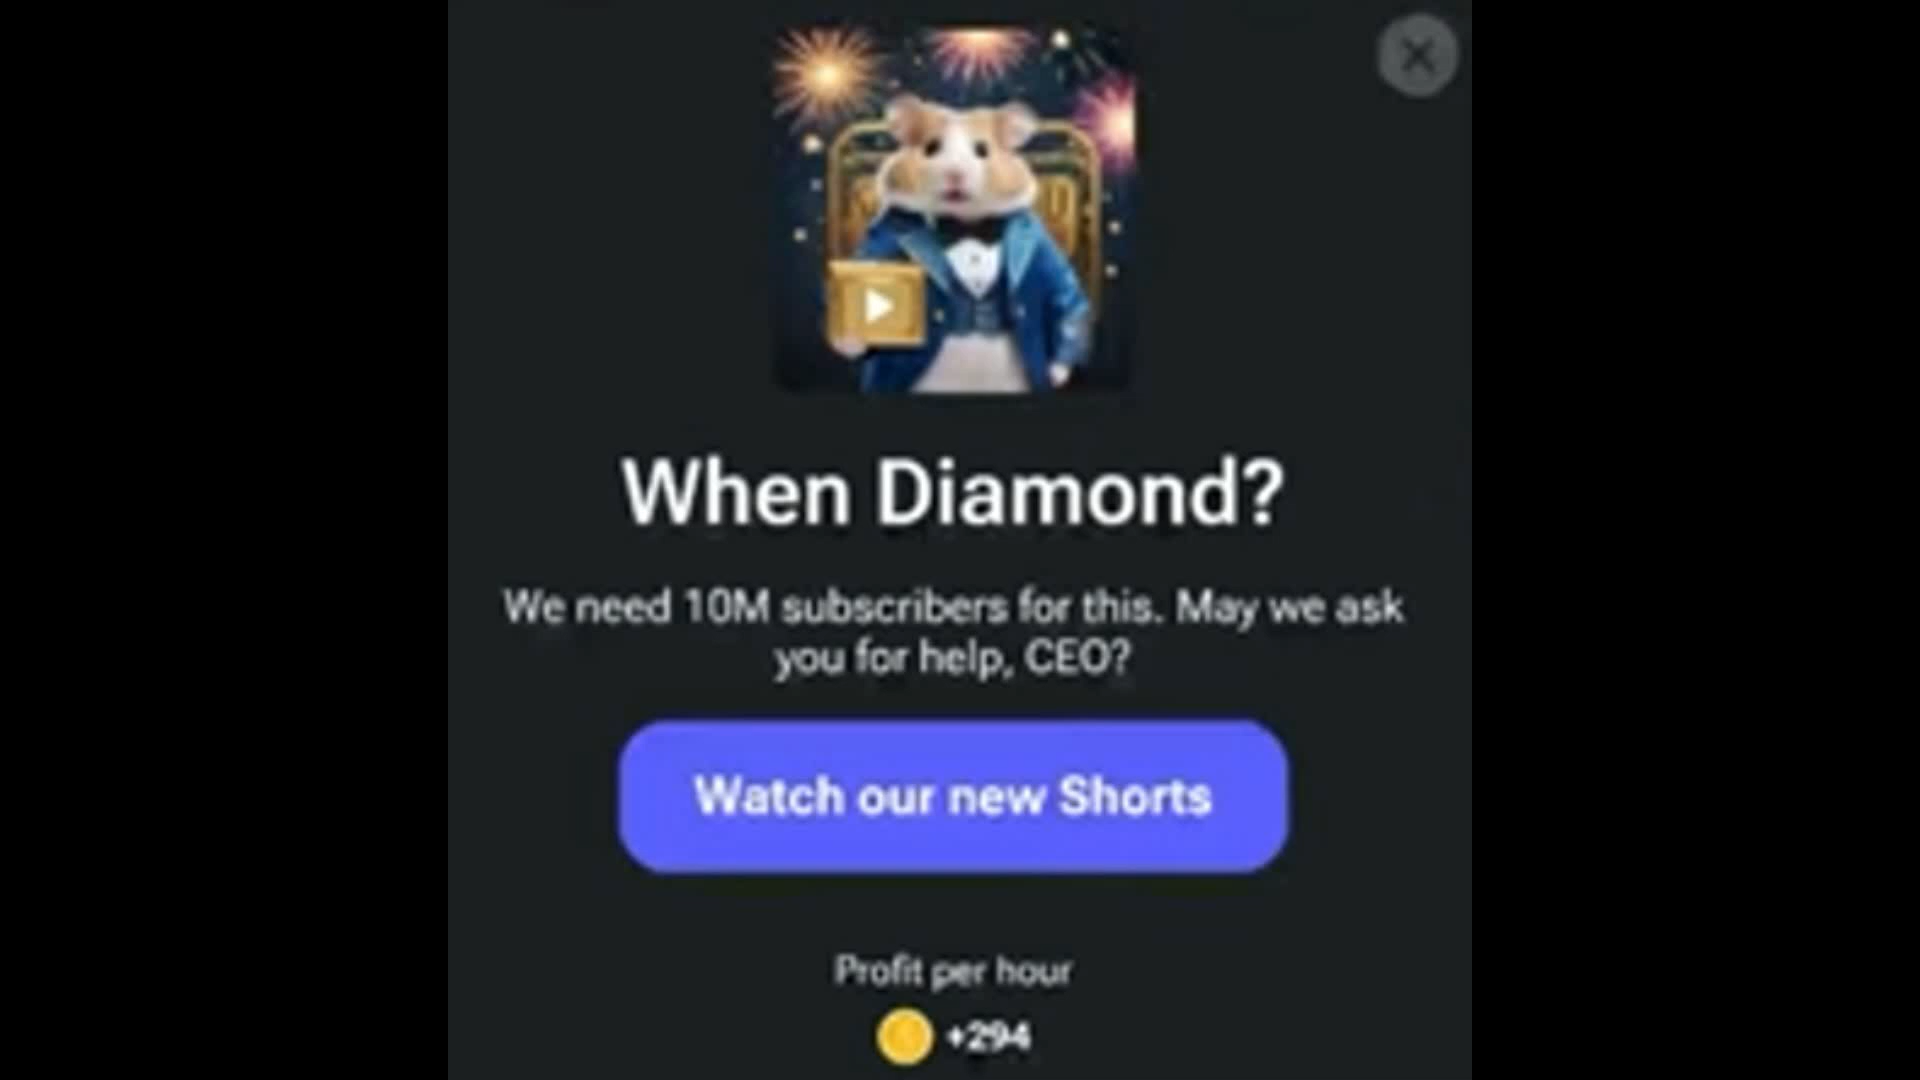 When Diamond?
We need 10M subscribers for this. May we ask
you for help, CEO?
Watch our new Shorts
Profit per hour
+294